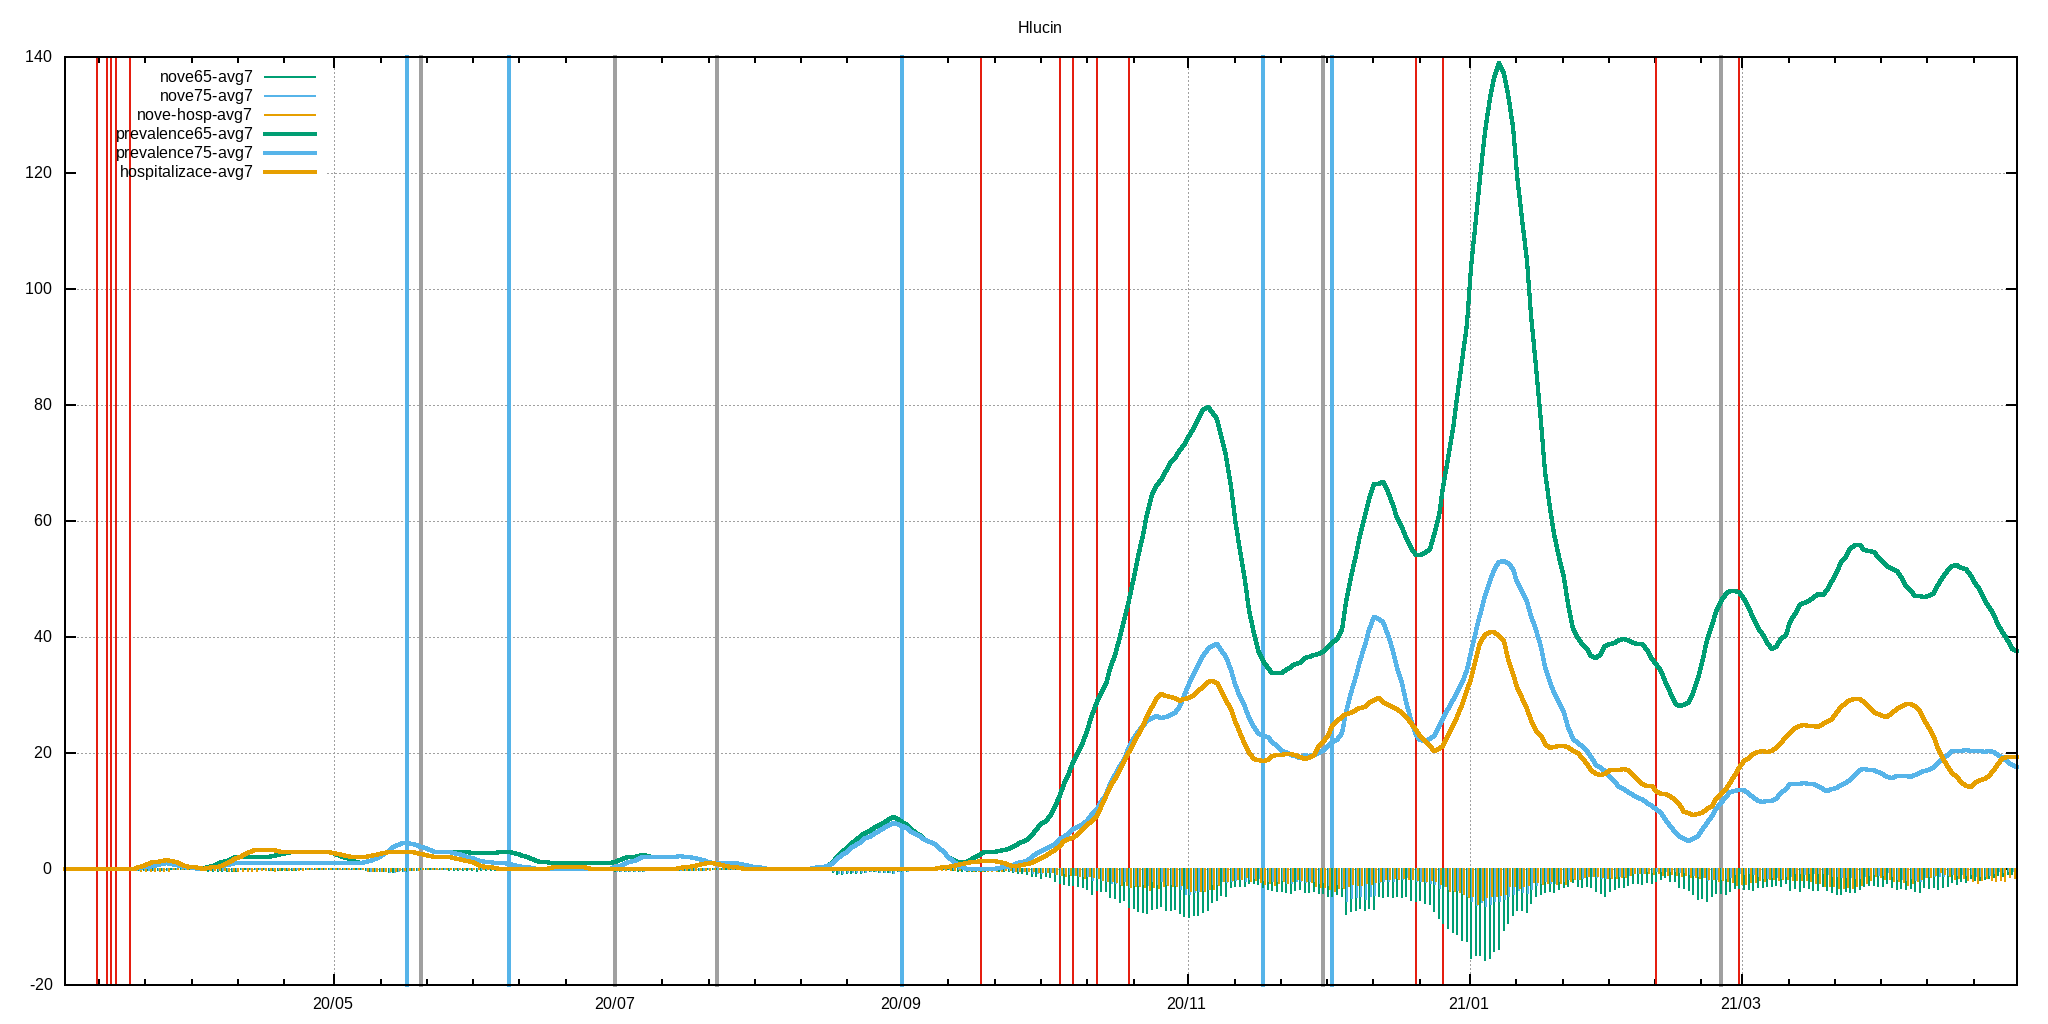 Hlucin
nove65-avg7
nove75-avg7
nove-hosp-avg7
prevalence65-avg7
prevalence75-avg7
hospitalizace-avg7
140
120
100
80
60
40
20
0
-20
20/05 20/07 20/09 20/11 21/01 21/03